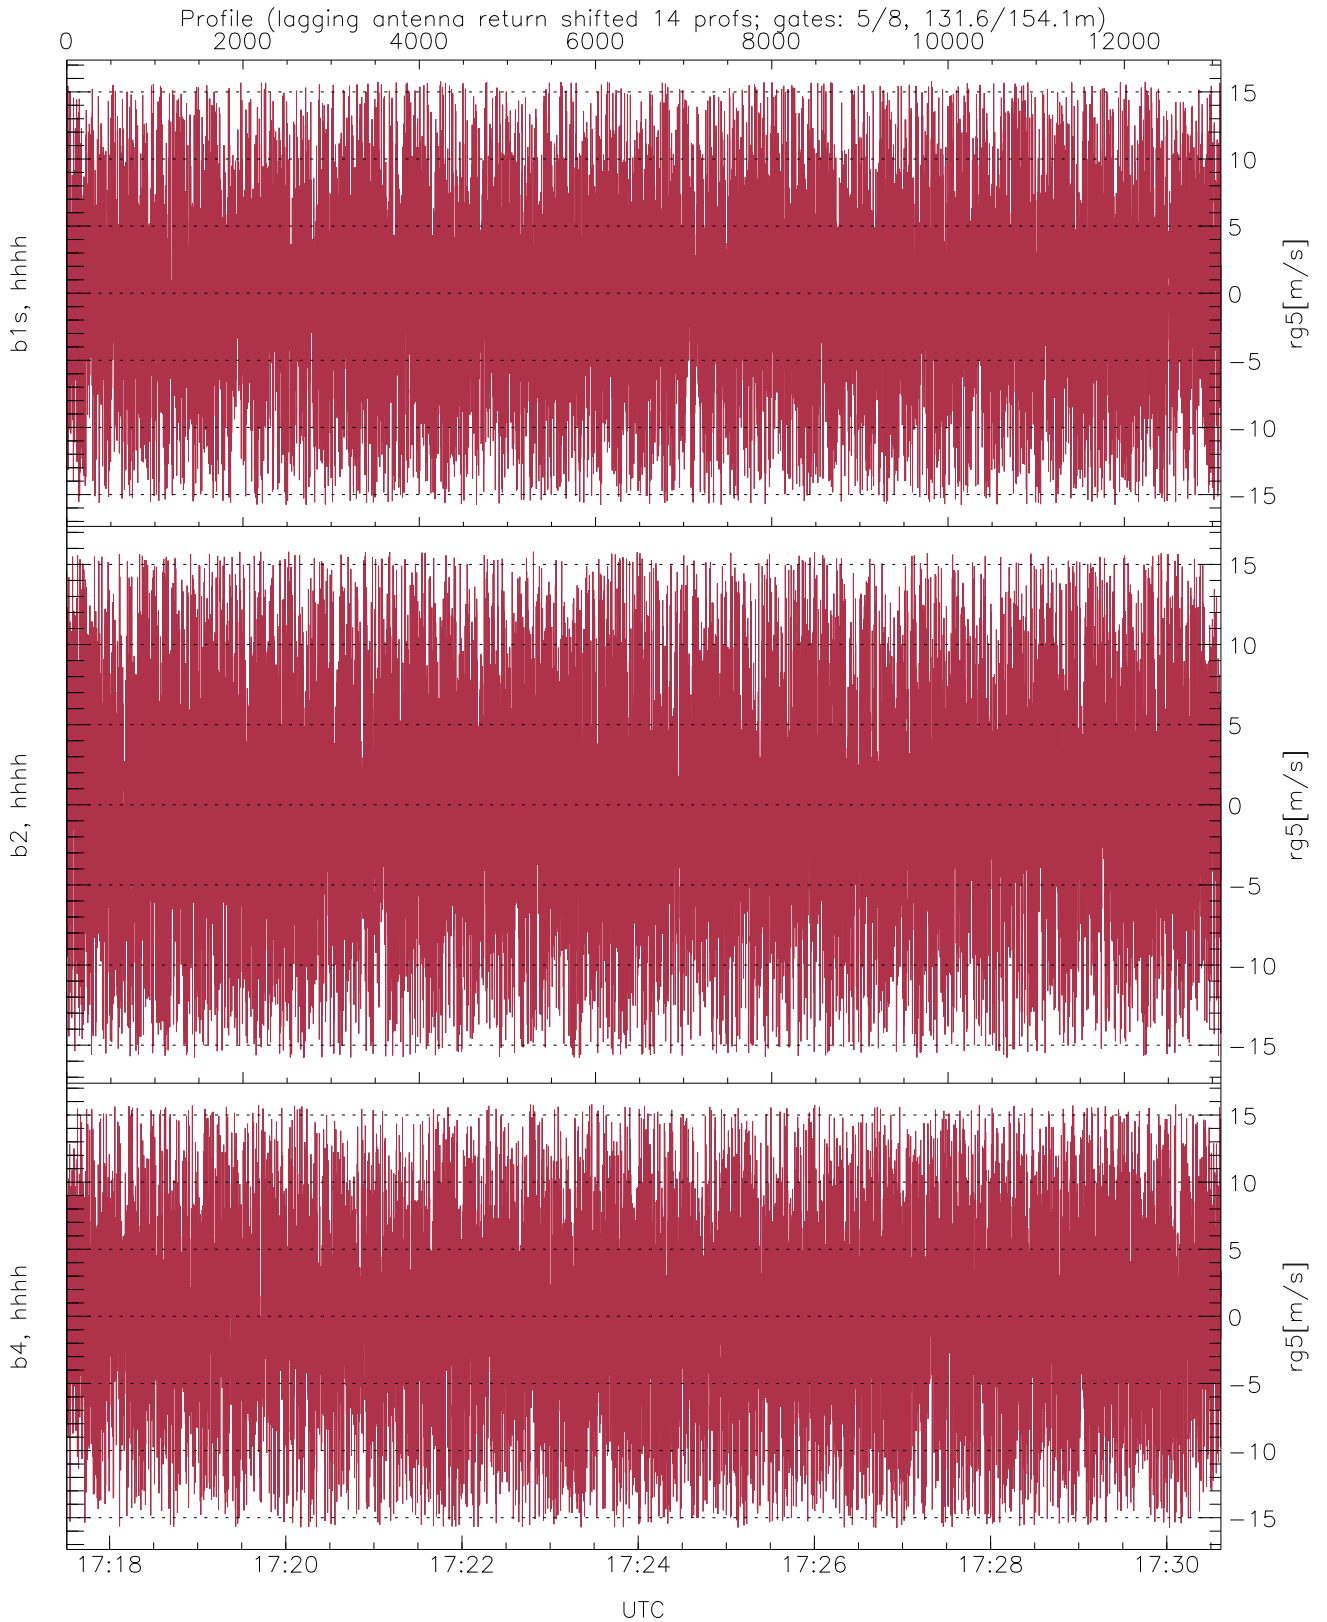 Profile (lagging antenna return shifted 14 profs; gates: 5/8, 131.6/154.1m)
0 2000 4000 6000 8000 10000 12000
15
10
5
0
−5
−10
−15
b1s, hhhh
rg5[m/s]
15
10
5
0
−5
−10
−15
b2, hhhh
rg5[m/s]
15
10
5
0
−5
−10
−15
b4, hhhh
rg5[m/s]
17:18 17:20 17:22 17:24 17:26 17:28 17:30
UTC